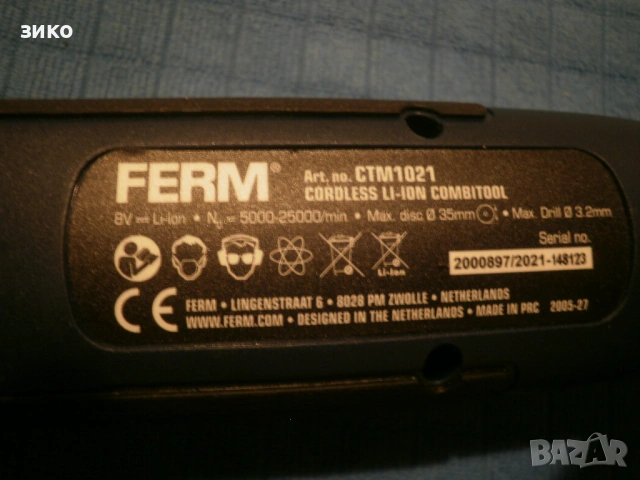 зико
FERM®
Art. no. CTM1021
CORDLESS LI-ION COMBITOOL
8V Li-Ion • N₀ = 5000-25000/min • Max. disc Ø 35mm • Max. Drill Ø 3.2mm
Serial no.
2000897/2021-148123
Li-Ion
CE
FERM • LINGENSTRAAT 6 • 8028 PM ZWOLLE • NETHERLANDS
WWW.FERM.COM • DESIGNED IN THE NETHERLANDS • MADE IN PRC 2005-27
BAZAR